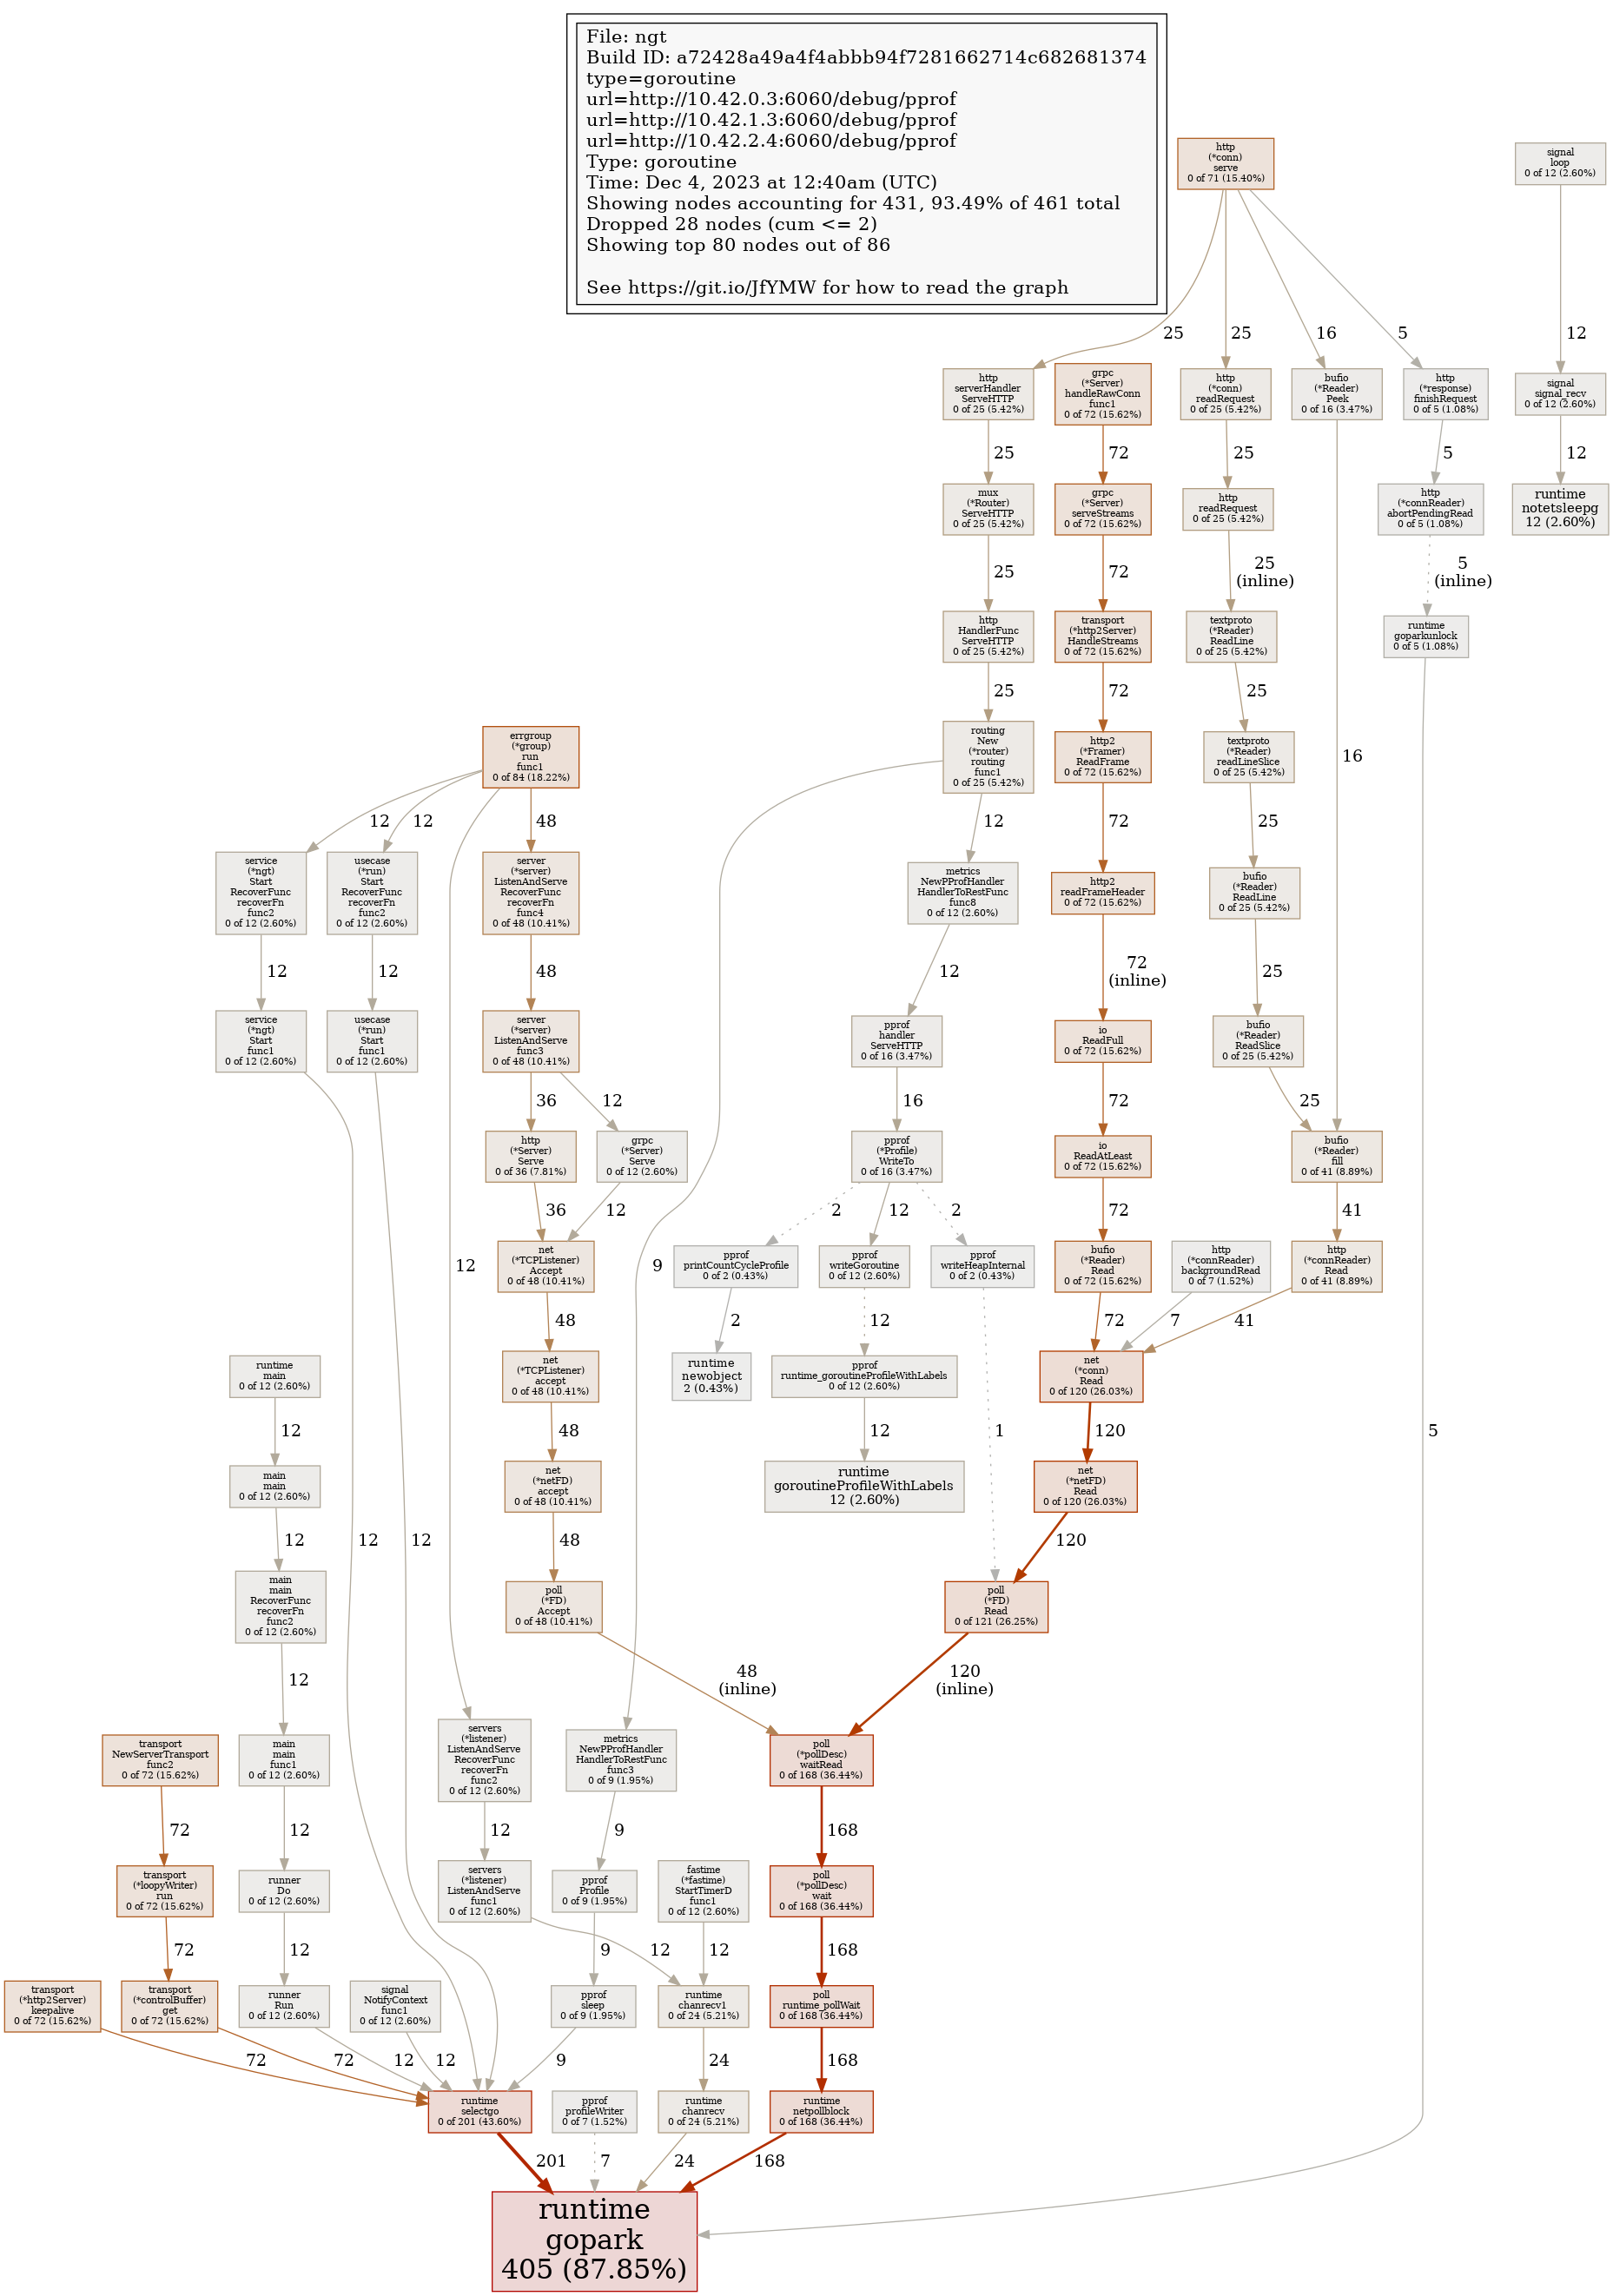 File: ngt
Build ID: a72428a49a4f4abbb94f7281662714c682681374
type=goroutine
url=http://10.42.0.3:6060/debug/pprof
url=http://10.42.1.3:6060/debug/pprof
url=http://10.42.2.4:6060/debug/pprof
Type: goroutine
Time: Dec 4, 2023 at 12:40am (UTC)
Showing nodes accounting for 431, 93.49% of 461 total
Dropped 28 nodes (cum <= 2)
Showing top 80 nodes out of 86
See https://git.io/JfYMW for how to read the graph
http
(*conn)
serve
0 of 71 (15.40%)
signal
loop
0 of 12 (2.60%)
25
25
16
5
12
http
serverHandler
ServeHTTP
0 of 25 (5.42%)
grpc
(*Server)
handleRawConn
func1
0 of 72 (15.62%)
http
(*conn)
readRequest
0 of 25 (5.42%)
bufio
(*Reader)
Peek
0 of 16 (3.47%)
http
(*response)
finishRequest
0 of 5 (1.08%)
signal
signal_recv
0 of 12 (2.60%)
25
72
25
5
12
mux
(*Router)
ServeHTTP
0 of 25 (5.42%)
grpc
(*Server)
serveStreams
0 of 72 (15.62%)
http
readRequest
0 of 25 (5.42%)
http
(*connReader)
abortPendingRead
0 of 5 (1.08%)
runtime
notetsleepg
12 (2.60%)
25
72
25
(inline)
5
(inline)
http
HandlerFunc
ServeHTTP
0 of 25 (5.42%)
transport
(*http2Server)
HandleStreams
0 of 72 (15.62%)
textproto
(*Reader)
ReadLine
0 of 25 (5.42%)
runtime
goparkunlock
0 of 5 (1.08%)
25
72
25
errgroup
(*group)
run
func1
0 of 84 (18.22%)
routing
New
(*router)
routing
func1
0 of 25 (5.42%)
http2
(*Framer)
ReadFrame
0 of 72 (15.62%)
textproto
(*Reader)
readLineSlice
0 of 25 (5.42%)
16
12
12
48
12
72
25
service
(*ngt)
Start
RecoverFunc
recoverFn
func2
0 of 12 (2.60%)
usecase
(*run)
Start
RecoverFunc
recoverFn
func2
0 of 12 (2.60%)
server
(*server)
ListenAndServe
RecoverFunc
recoverFn
func4
0 of 48 (10.41%)
metrics
NewPProfHandler
HandlerToRestFunc
func8
0 of 12 (2.60%)
http2
readFrameHeader
0 of 72 (15.62%)
bufio
(*Reader)
ReadLine
0 of 25 (5.42%)
12
12
48
12
72
(inline)
25
service
(*ngt)
Start
func1
0 of 12 (2.60%)
usecase
(*run)
Start
func1
0 of 12 (2.60%)
server
(*server)
ListenAndServe
func3
0 of 48 (10.41%)
pprof
handler
ServeHTTP
0 of 16 (3.47%)
io
ReadFull
0 of 72 (15.62%)
bufio
(*Reader)
ReadSlice
0 of 25 (5.42%)
36
12
16
72
25
http
(*Server)
Serve
0 of 36 (7.81%)
grpc
(*Server)
Serve
0 of 12 (2.60%)
pprof
(*Profile)
WriteTo
0 of 16 (3.47%)
io
ReadAtLeast
0 of 72 (15.62%)
bufio
(*Reader)
fill
0 of 41 (8.89%)
36
12
2
12
2
72
41
12
9
net
(*TCPListener)
Accept
0 of 48 (10.41%)
pprof
printCountCycleProfile
0 of 2 (0.43%)
pprof
writeGoroutine
0 of 12 (2.60%)
pprof
writeHeapInternal
0 of 2 (0.43%)
bufio
(*Reader)
Read
0 of 72 (15.62%)
http
(*connReader)
backgroundRead
0 of 7 (1.52%)
http
(*connReader)
Read
0 of 41 (8.89%)
48
2
12
72
7
41
runtime
main
0 of 12 (2.60%)
net
(*TCPListener)
accept
0 of 48 (10.41%)
runtime
newobject
2 (0.43%)
pprof
runtime_goroutineProfileWithLabels
0 of 12 (2.60%)
net
(*conn)
Read
0 of 120 (26.03%)
12
48
12
1
120
5
main
main
0 of 12 (2.60%)
net
(*netFD)
accept
0 of 48 (10.41%)
runtime
goroutineProfileWithLabels
12 (2.60%)
net
(*netFD)
Read
0 of 120 (26.03%)
12
12
12
48
120
main
main
RecoverFunc
recoverFn
func2
0 of 12 (2.60%)
poll
(*FD)
Accept
0 of 48 (10.41%)
poll
(*FD)
Read
0 of 121 (26.25%)
12
48
(inline)
120
(inline)
transport
NewServerTransport
func2
0 of 72 (15.62%)
main
main
func1
0 of 12 (2.60%)
servers
(*listener)
ListenAndServe
RecoverFunc
recoverFn
func2
0 of 12 (2.60%)
metrics
NewPProfHandler
HandlerToRestFunc
func3
0 of 9 (1.95%)
poll
(*pollDesc)
waitRead
0 of 168 (36.44%)
72
12
12
9
168
transport
(*loopyWriter)
run
0 of 72 (15.62%)
runner
Do
0 of 12 (2.60%)
servers
(*listener)
ListenAndServe
func1
0 of 12 (2.60%)
pprof
Profile
0 of 9 (1.95%)
fastime
(*fastime)
StartTimerD
func1
0 of 12 (2.60%)
poll
(*pollDesc)
wait
0 of 168 (36.44%)
72
12
9
12
12
168
transport
(*http2Server)
keepalive
0 of 72 (15.62%)
transport
(*controlBuffer)
get
0 of 72 (15.62%)
runner
Run
0 of 12 (2.60%)
signal
NotifyContext
func1
0 of 12 (2.60%)
pprof
sleep
0 of 9 (1.95%)
runtime
chanrecv1
0 of 24 (5.21%)
poll
runtime_pollWait
0 of 168 (36.44%)
72
72
12
12
9
24
168
runtime
selectgo
0 of 201 (43.60%)
pprof
profileWriter
0 of 7 (1.52%)
runtime
chanrecv
0 of 24 (5.21%)
runtime
netpollblock
0 of 168 (36.44%)
201
7
24
168
runtime
gopark
405 (87.85%)